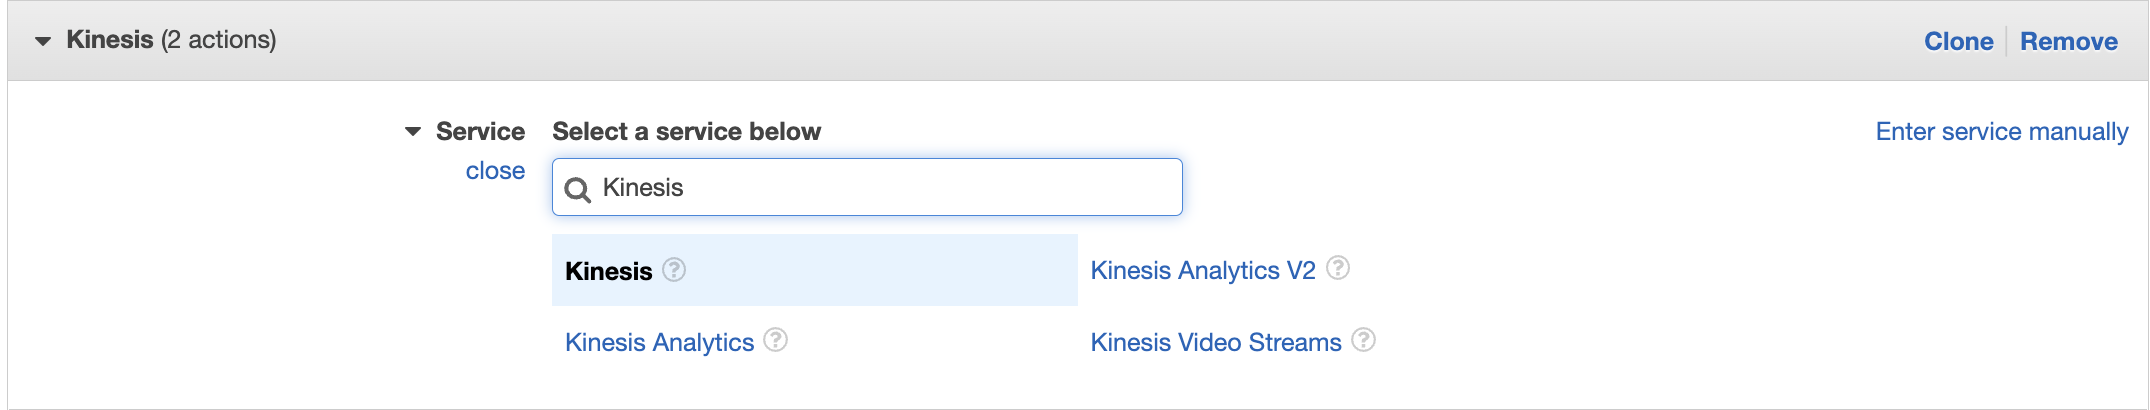 Kinesis (2 actions) Clone Remove
Service Select a service below Enter service manually
close
Kinesis
Kinesis ? Kinesis Analytics V2 ?
Kinesis Analytics ? Kinesis Video Streams ?